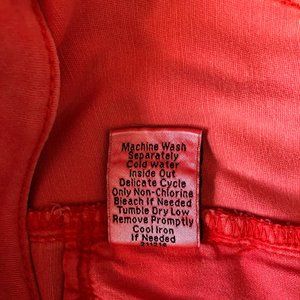 Machine Wash
Separately
Cold Water
Inside Out
Delicate Cycle
Only Non-Chlorine
Bleach if Needed
Tumble Dry Low
Remove Promptly
Cool Iron
If Needed